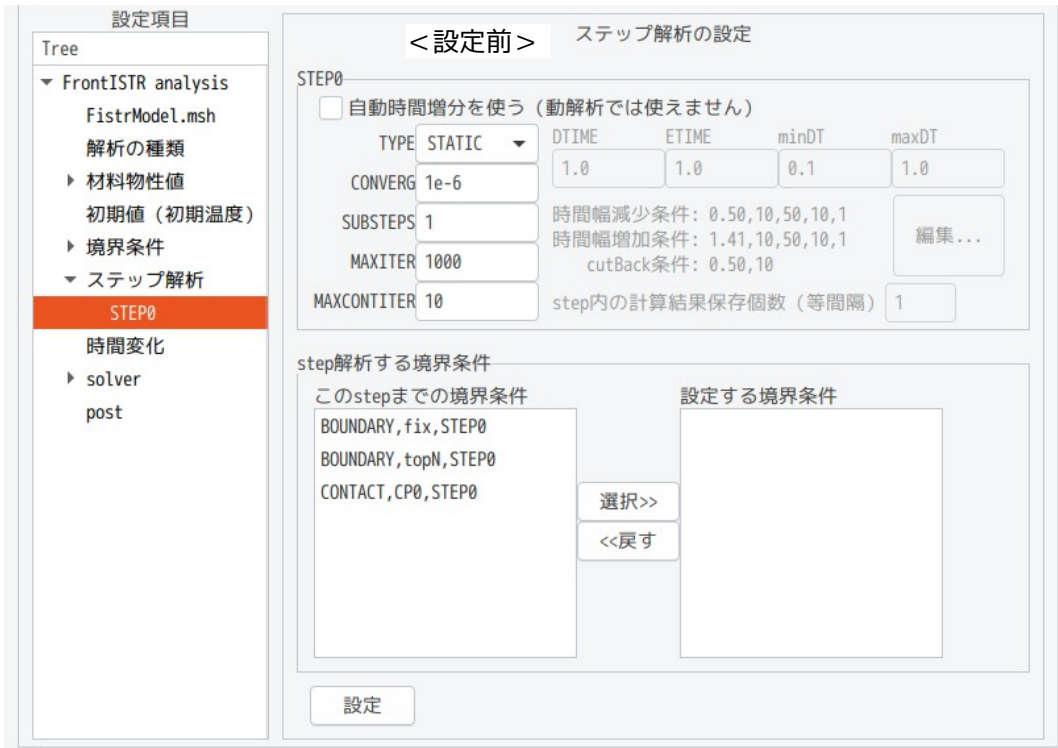 設定項目
Tree
FrontISTR analysis
FistrModel.msh
解析の種類
材料物性値
初期値（初期温度）
境界条件
ステップ解析
STEP0
時間変化
solver
post
＜設定前＞
ステップ解析の設定
STEP0
自動時間増分を使う（動解析では使えません）
TYPE STATIC
CONVERG 1e-6
SUBSTEPS 1
MAXITER 1000
MAXCONTITER 10
DTIME ETIME minDT maxDT
1.0 1.0 0.1 1.0
時間幅減少条件: 0.50,10,50,10,1
時間幅増加条件: 1.41,10,50,10,1
cutBack条件: 0.50,10
編集...
step内の計算結果保存個数（等間隔） 1
step解析する境界条件
このstepまでの境界条件
BOUNDARY,fix,STEP0
BOUNDARY,topN,STEP0
CONTACT,CP0,STEP0
選択>>
<<戻す
設定する境界条件
設定